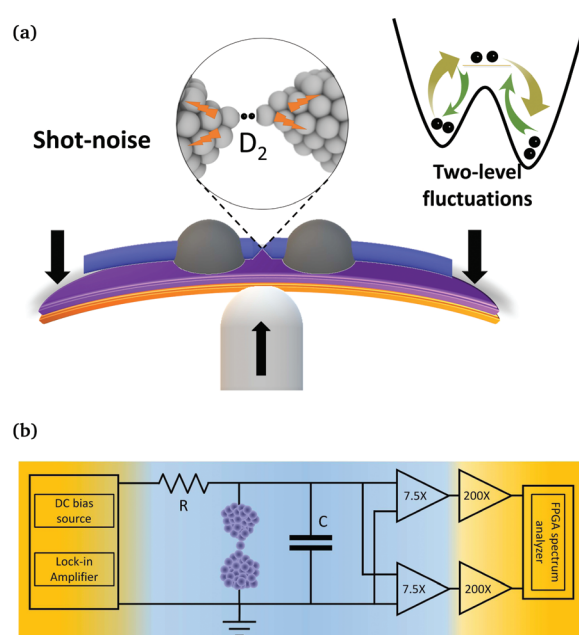 (a)
Shot-noise
D₂
Two-level
fluctuations
(b)
DC bias
source
Lock-in
Amplifier
R
C
7.5X
200X
7.5X
200X
FPGA spectrum
analyzer